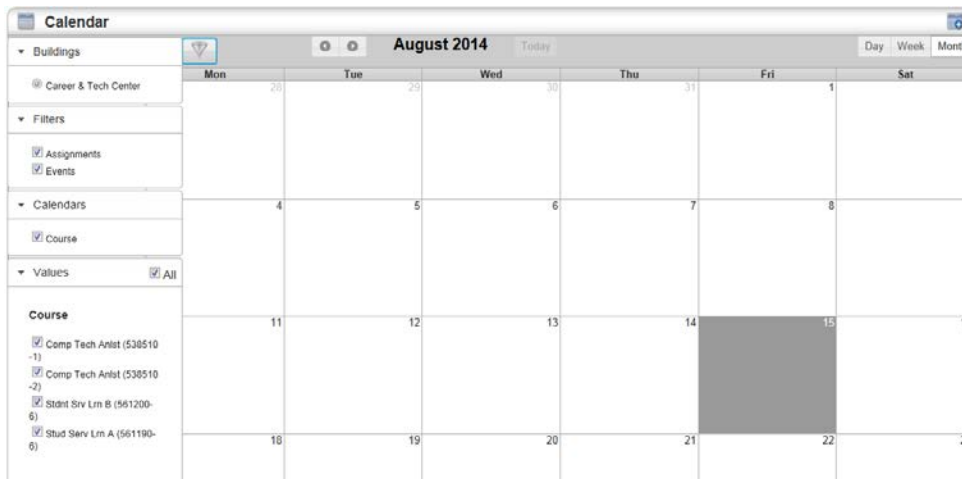 Calendar
Buildings
Career & Tech Center
Filters
Assignments
Events
Calendars
Course
Values
All
Course
Comp Tech Anlst (538510
-1)
Comp Tech Anlst (538510
-2)
Stdnt Srv Lrn B (561200-
6)
Stud Serv Lrn A (561190-
6)
August 2014
Today
Day Week Mont
Mon Tue Wed Thu Fri Sat
28 29 30 31 1
4 5 6 7 8
11 12 13 14 15
18 19 20 21 22